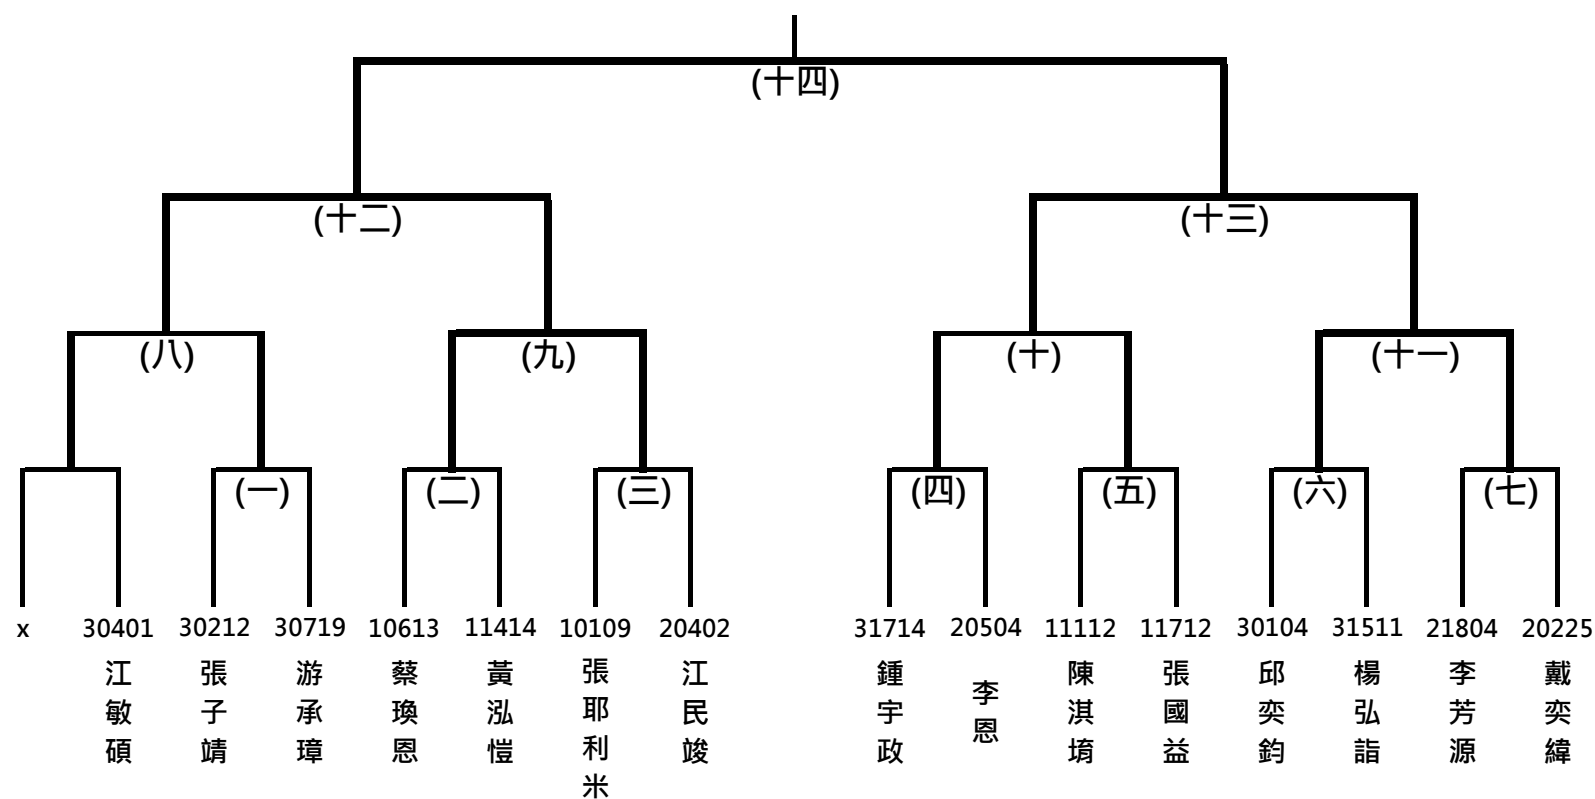 (十四)
(十二) (十三)
(八) (九) (十) (十一)
(一) (二) (三) (四) (五) (六) (七)
x 30401 30212 30719 10613 11414 10109 20402 31714 20504 11112 11712 30104 31511 21804 20225
江敏碩
張子靖
游承璋
蔡瑍恩
黃泓愷
張耶利米
江民竣
鍾宇政
李恩
陳淇堉
張國益
邱奕鈞
楊弘詣
李芳源
戴奕緯